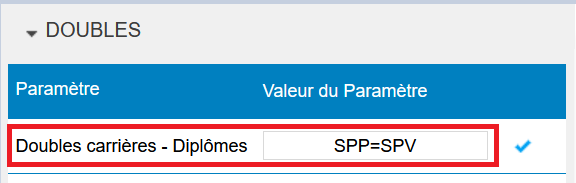 DOUBLES
Paramètre Valeur du Paramètre
Doubles carrières - Diplômes SPP=SPV